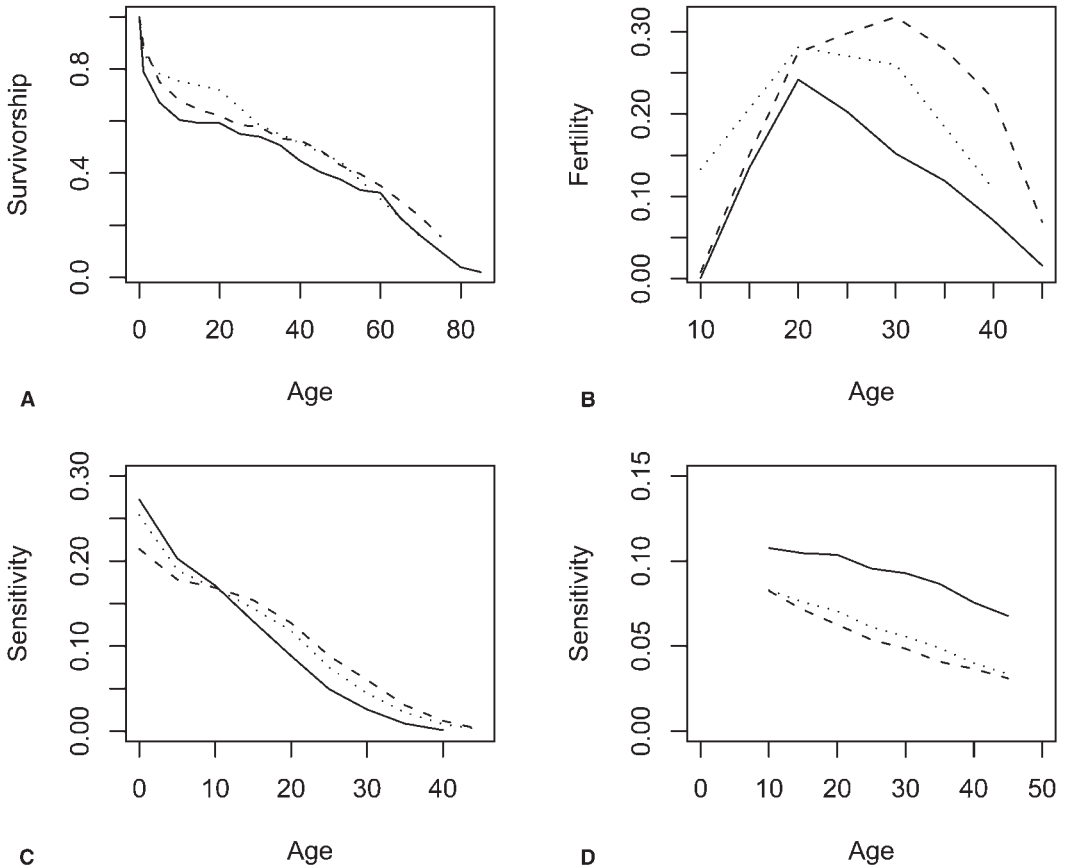 Survivorship
0.0 0.4 0.8
0 20 40 60 80
Age
A
Fertility
0.00 0.10 0.20 0.30
10 20 30 40
Age
B
Sensitivity
0.00 0.10 0.20 0.30
0 10 20 30 40
Age
C
Sensitivity
0.00 0.05 0.10 0.15
0 10 20 30 40 50
Age
D